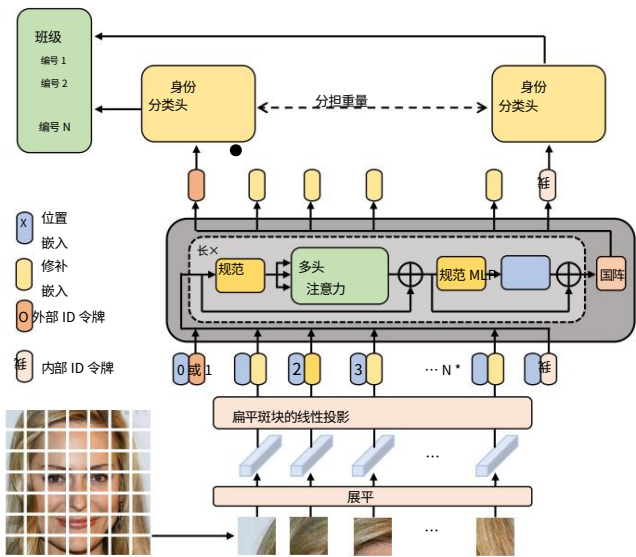 班级
编号 1
编号 2
编号 N
身份
分类头
分担重量
身份
分类头
我
X
位置
嵌入
修补
嵌入
O 外部 ID 令牌
我
内部 ID 令牌
长×
规范
多头
注意力
规范 MLP
国阵
0 或 1
2
3
… N *
我
扁平斑块的线性投影
…
展平
…